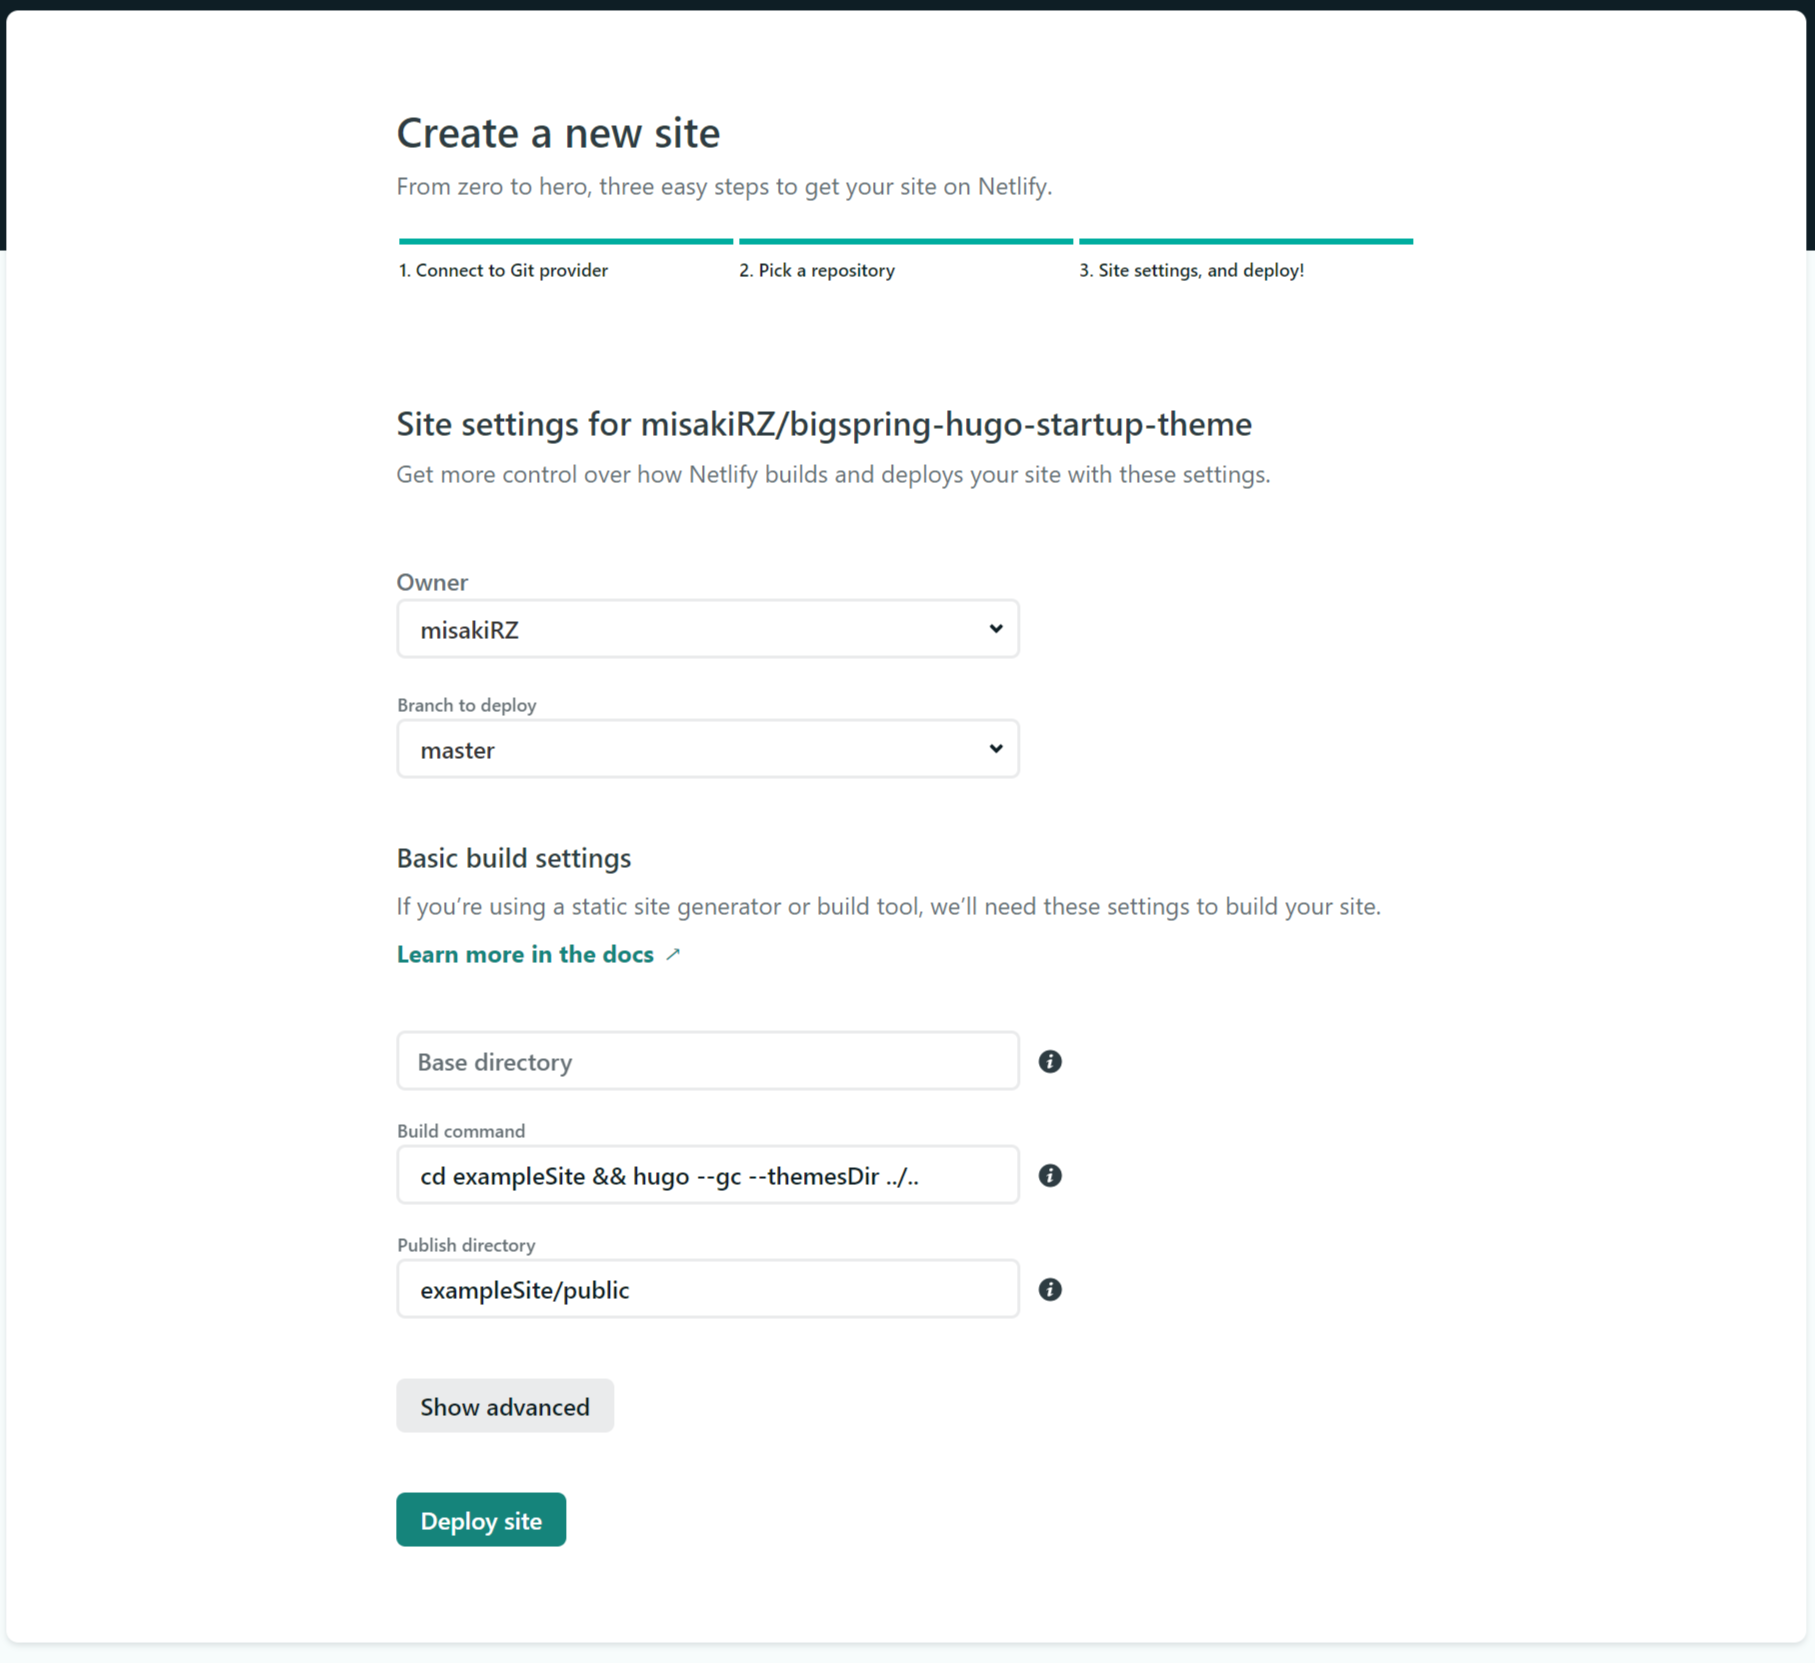 Create a new site
From zero to hero, three easy steps to get your site on Netlify.
1. Connect to Git provider
2. Pick a repository
3. Site settings, and deploy!
Site settings for misakiRZ/bigspring-hugo-startup-theme
Get more control over how Netlify builds and deploys your site with these settings.
Owner
misakiRZ
Branch to deploy
master
Basic build settings
If you’re using a static site generator or build tool, we’ll need these settings to build your site.
Learn more in the docs ↗
Base directory
Build command
cd exampleSite && hugo --gc --themesDir ../..
Publish directory
exampleSite/public
Show advanced
Deploy site